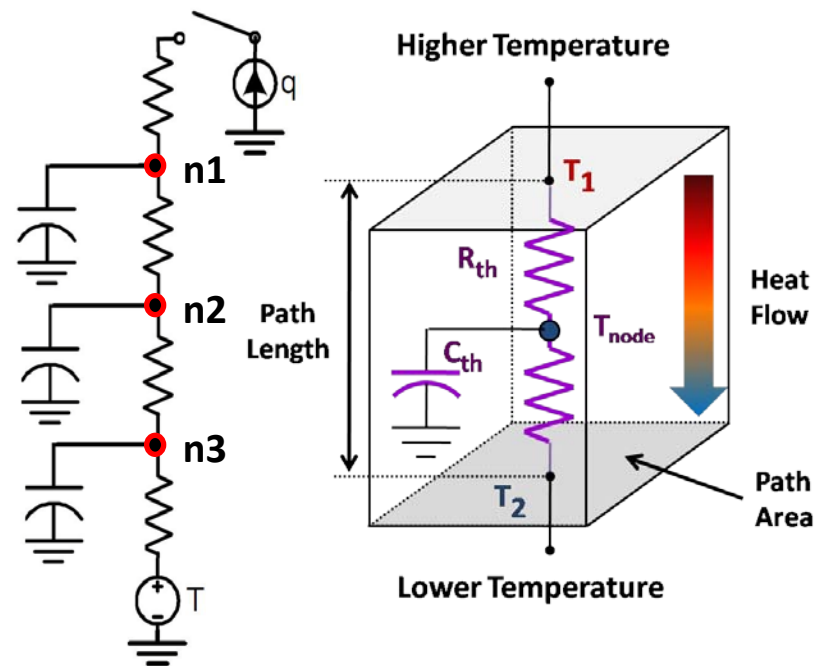 q
n1
n2
n3
T
+
-
Higher Temperature
T1
Rth
Path
Length
Tnode
Cth
Heat
Flow
T2
Path
Area
Lower Temperature